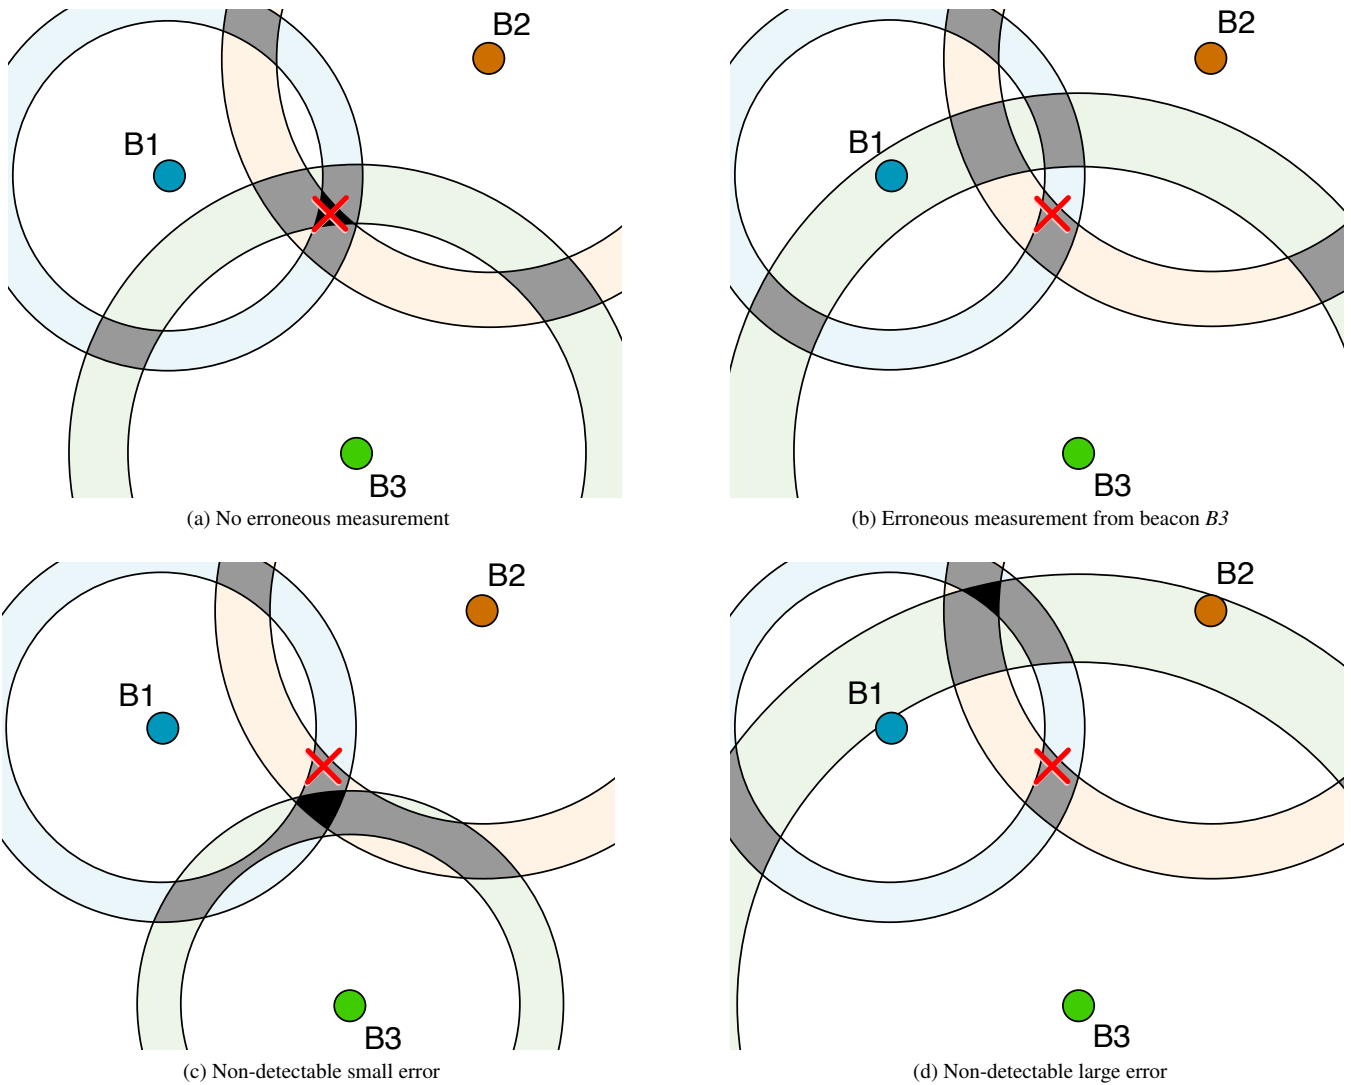 B2
B1
B3
(a) No erroneous measurement
B2
B1
B3
(b) Erroneous measurement from beacon B3
B2
B1
B3
(c) Non-detectable small error
B2
B1
B3
(d) Non-detectable large error